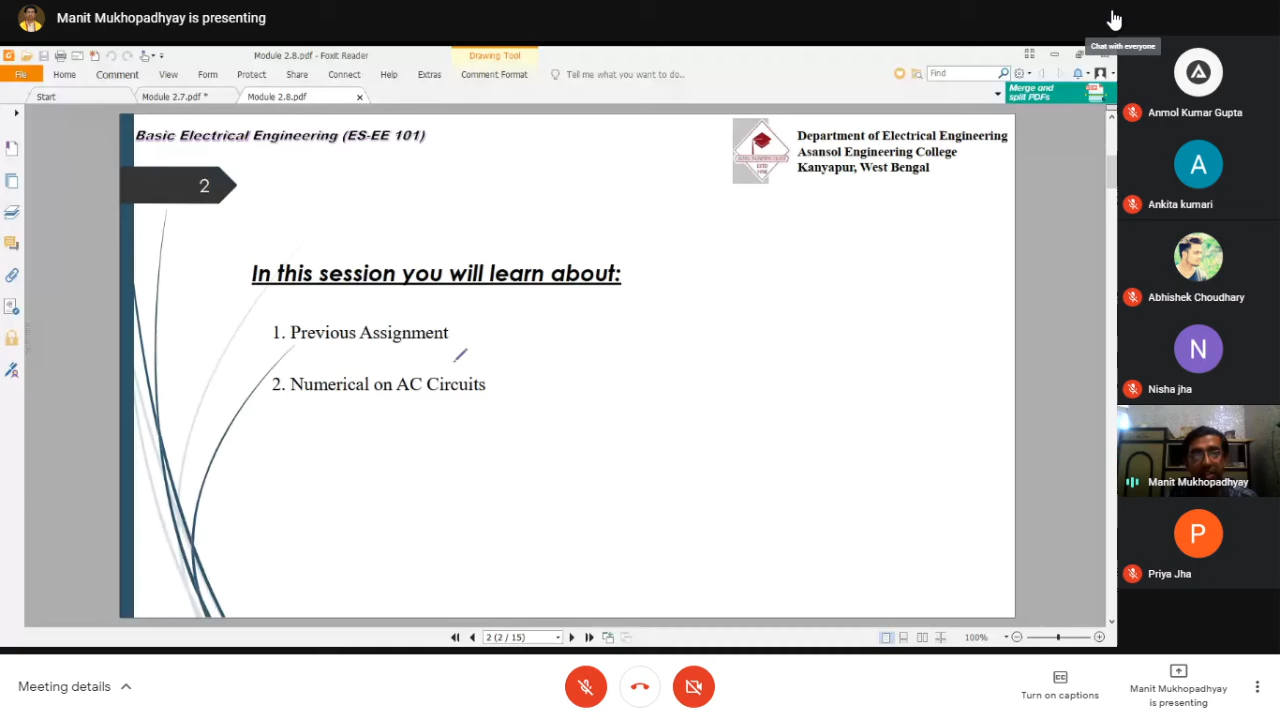 Manit Mukhopadhyay is presenting
Chat with everyone
Module 2.8.pdf - Foxit Reader
Drawing Tool
File
Home
Comment
View
Form
Protect
Share
Connect
Help
Extras
Comment Format
Tell me what you want to do..
Find
Start
Module 2.7.pdf *
Module 2.8.pdf
Merge and
split PDFs
Basic Electrical Engineering (ES-EE 101)
Department of Electrical Engineering
Asansol Engineering College
Kanyapur, West Bengal
2
In this session you will learn about:
1. Previous Assignment
2. Numerical on AC Circuits
2 (2 / 15)
100%
Anmol Kumar Gupta
A
Ankita kumari
Abhishek Choudhary
N
Nisha jha
Manit Mukhopadhyay
P
Priya Jha
Meeting details
CC
Turn on captions
Manit Mukhopadhyay
is presenting